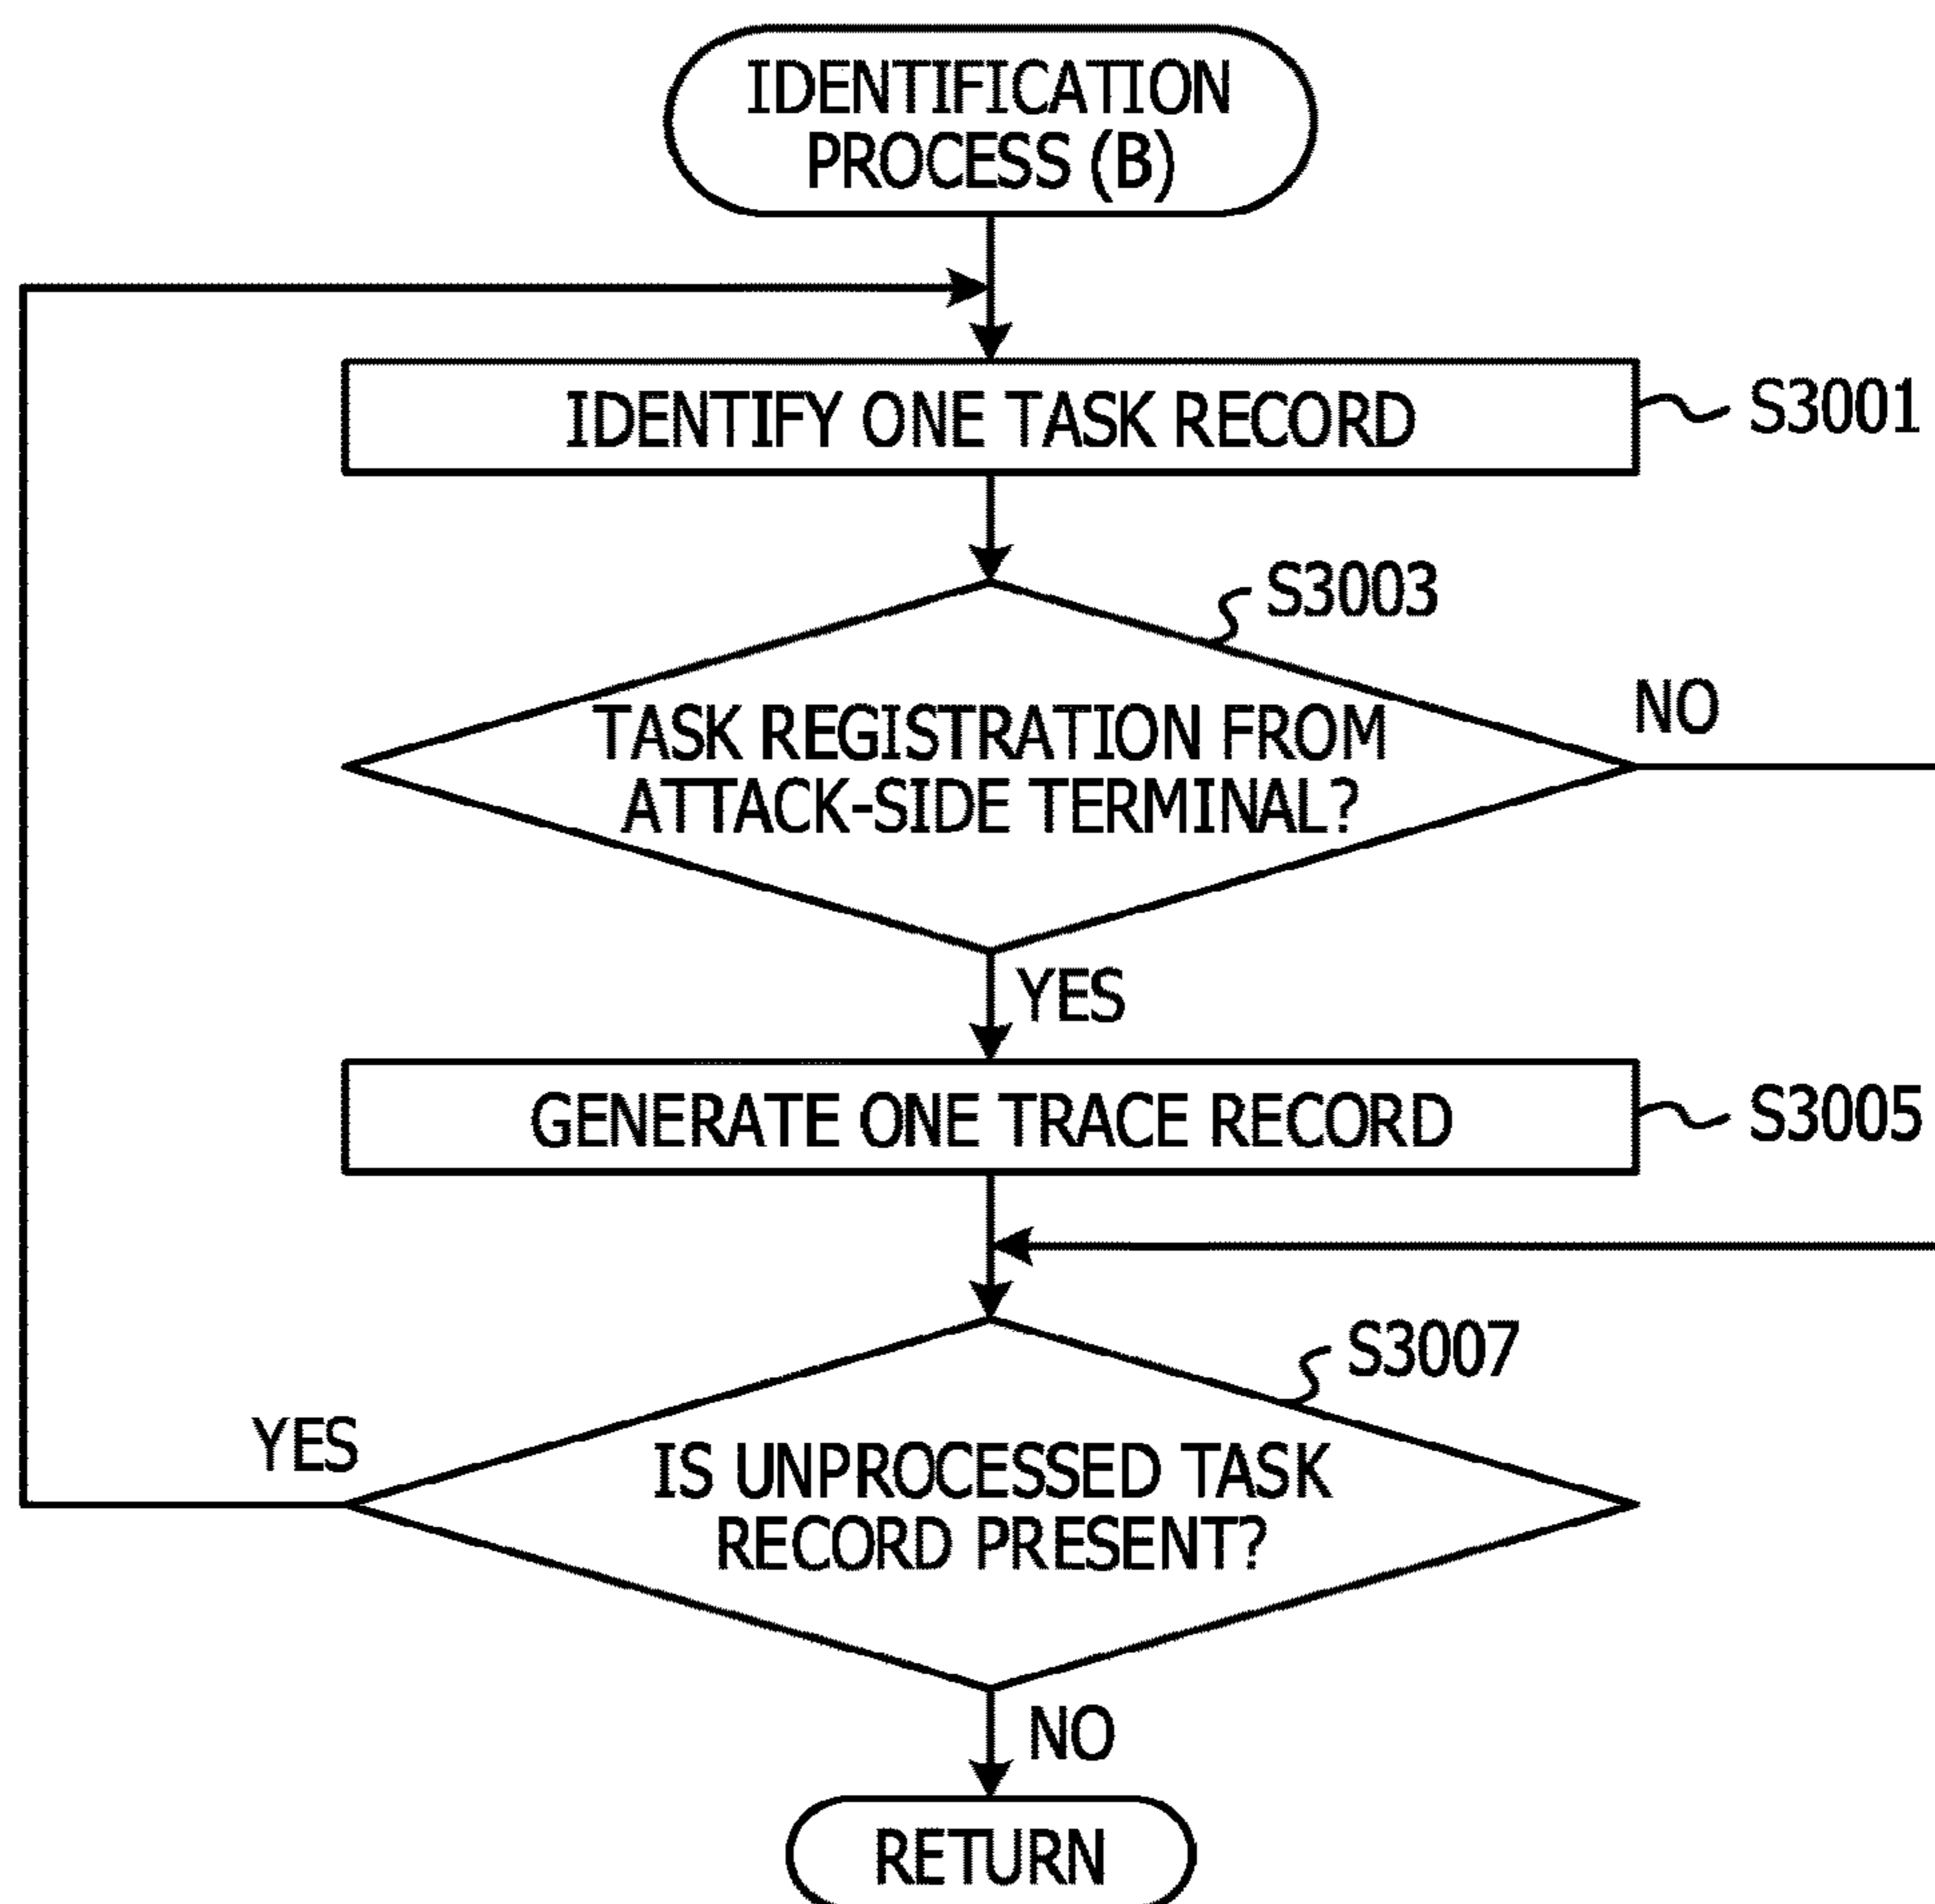 IDENTIFICATION
PROCESS (B)
IDENTIFY ONE TASK RECORD
S3001
S3003
NO
TASK REGISTRATION FROM
ATTACK-SIDE TERMINAL?
YES
GENERATE ONE TRACE RECORD
S3005
S3007
YES
IS UNPROCESSED TASK
RECORD PRESENT?
NO
RETURN